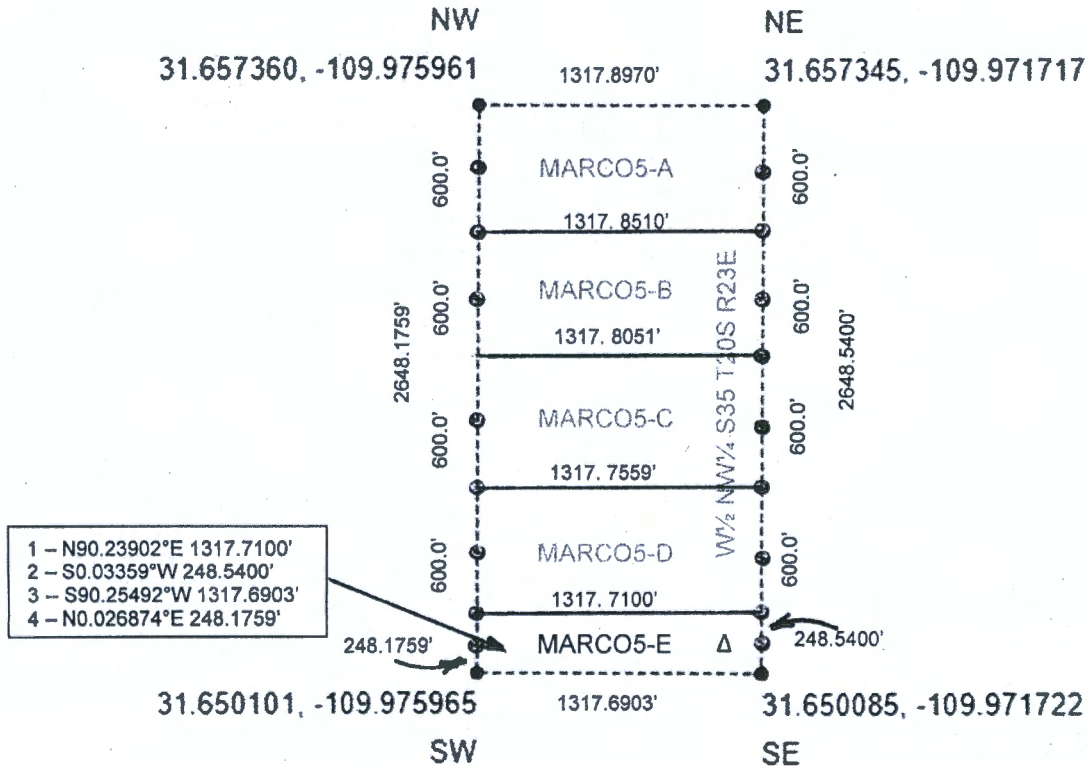 NW NE
31.657360, -109.975961 1317.8970' 31.657345, -109.971717
600.0' MARCO5-A 600.0'
1317. 8510'
600.0' MARCO5-B 600.0'
2648.1759' 1317. 8051' W½ NW¼ S35 T20S R23E 2648.5400'
600.0' MARCO5-C 600.0'
1317. 7559'
1 – N90.23902°E 1317.7100'
2 – S0.03359°W 248.5400'
3 – S90.25492°W 1317.6903'
4 – N0.026874°E 248.1759'
600.0' MARCO5-D 600.0'
1317. 7100'
248.1759' MARCO5-E Δ 248.5400'
31.650101, -109.975965 1317.6903' 31.650085, -109.971722
SW SE